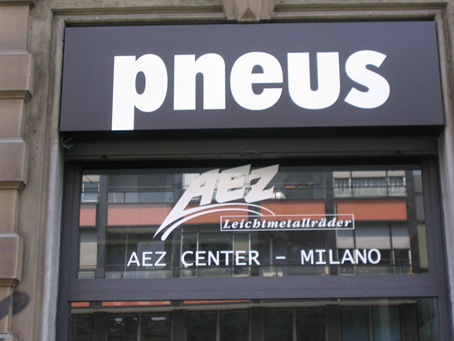 pneus
AEZ
Leichtmetallräder
AEZ CENTER - MILANO